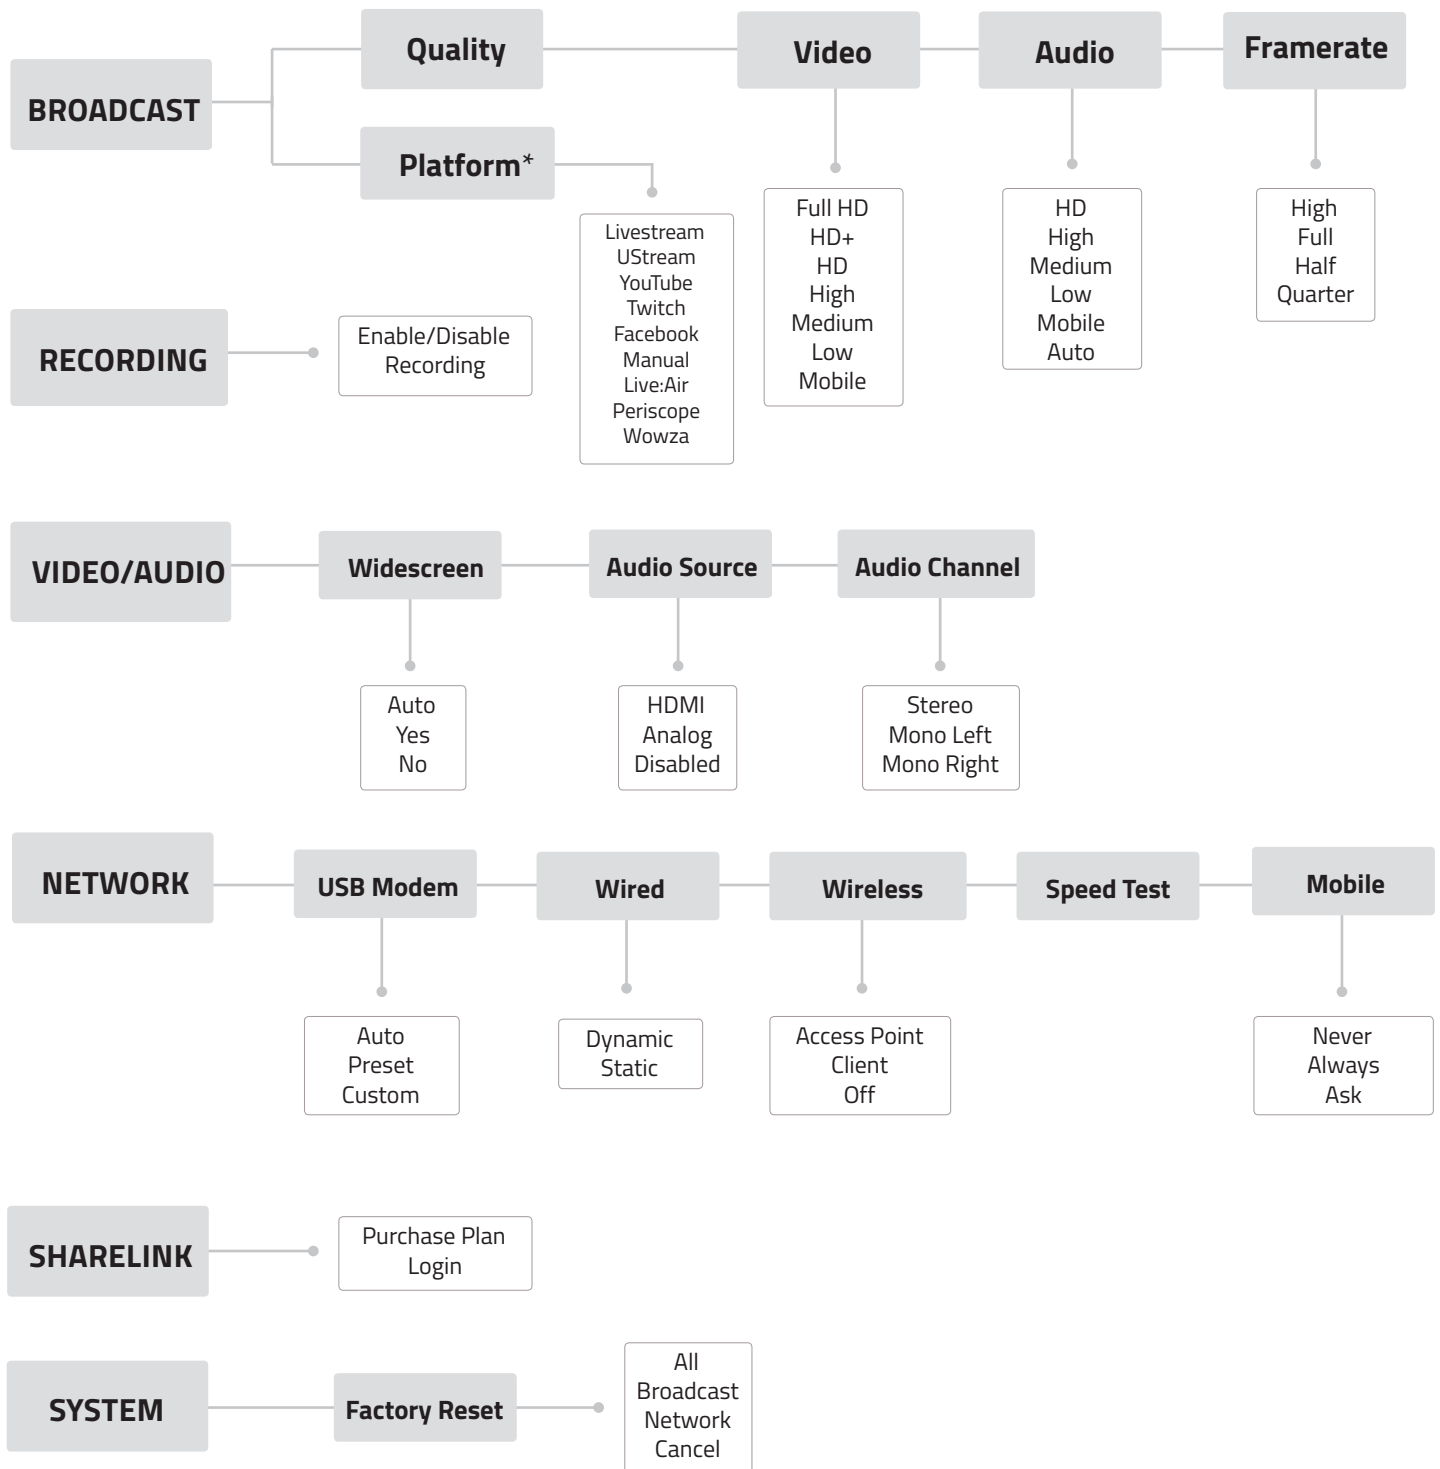 BROADCAST
Quality
Video
Audio
Framerate
Platform*
Livestream
UStream
YouTube
Twitch
Facebook
Manual
Live:Air
Periscope
Wowza
Full HD
HD+
HD
High
Medium
Low
Mobile
HD
High
Medium
Low
Mobile
Auto
High
Full
Half
Quarter
RECORDING
Enable/Disable
Recording
VIDEO/AUDIO
Widescreen
Audio Source
Audio Channel
Auto
Yes
No
HDMI
Analog
Disabled
Stereo
Mono Left
Mono Right
NETWORK
USB Modem
Wired
Wireless
Speed Test
Mobile
Auto
Preset
Custom
Dynamic
Static
Access Point
Client
Off
Never
Always
Ask
SHARELINK
Purchase Plan
Login
SYSTEM
Factory Reset
All
Broadcast
Network
Cancel